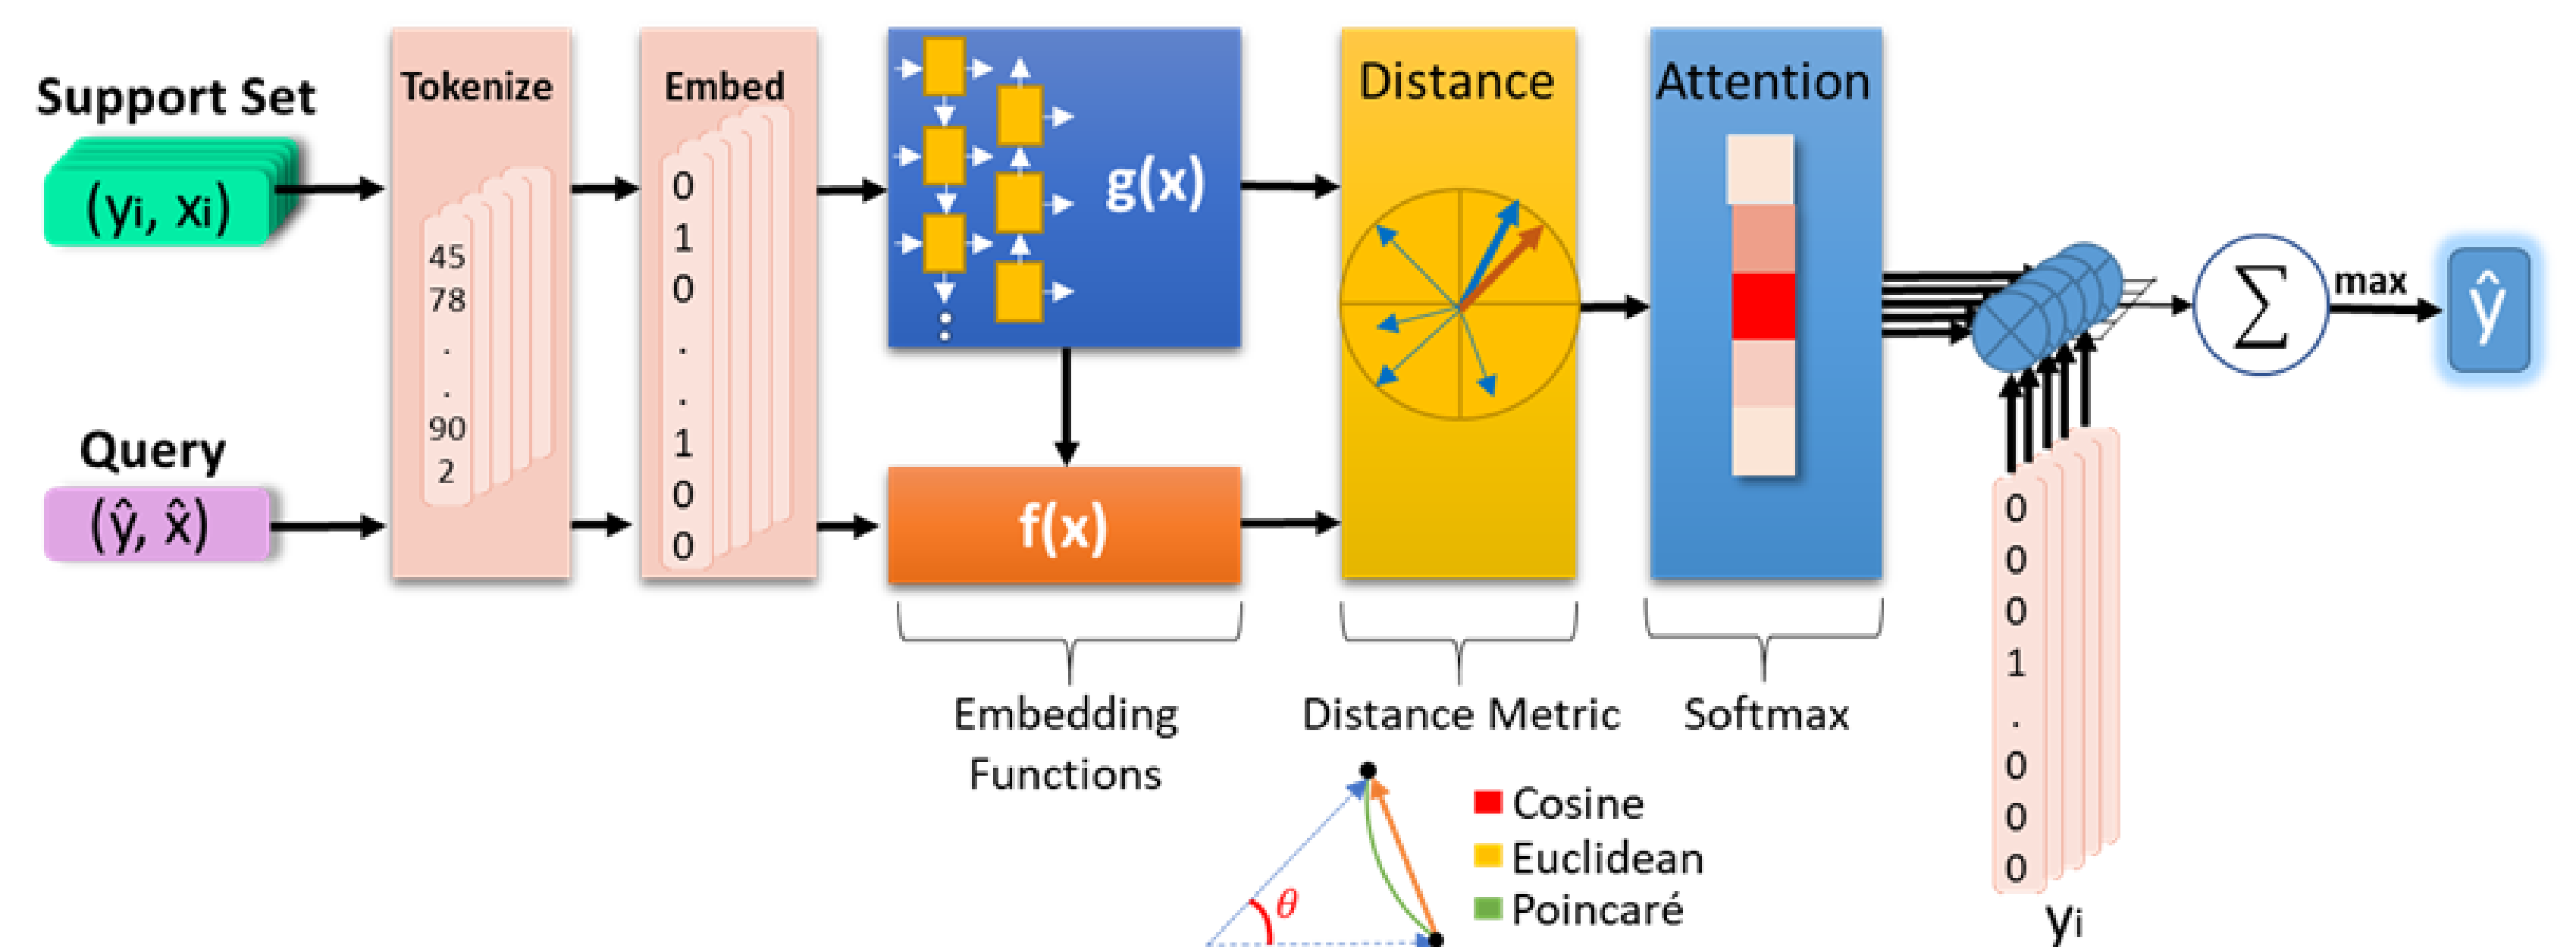 Support Set
(yi, xi)
Query
(ŷ, x̂)
Tokenize
45
78
.
.
90
2
Embed
0
1
0
.
.
1
0
0
g(x)
f(x)
Embedding
Functions
Distance
Distance Metric
θ
Cosine
Euclidean
Poincaré
Attention
Softmax
0
0
0
1
.
0
0
0
yi
∑
max
ŷ